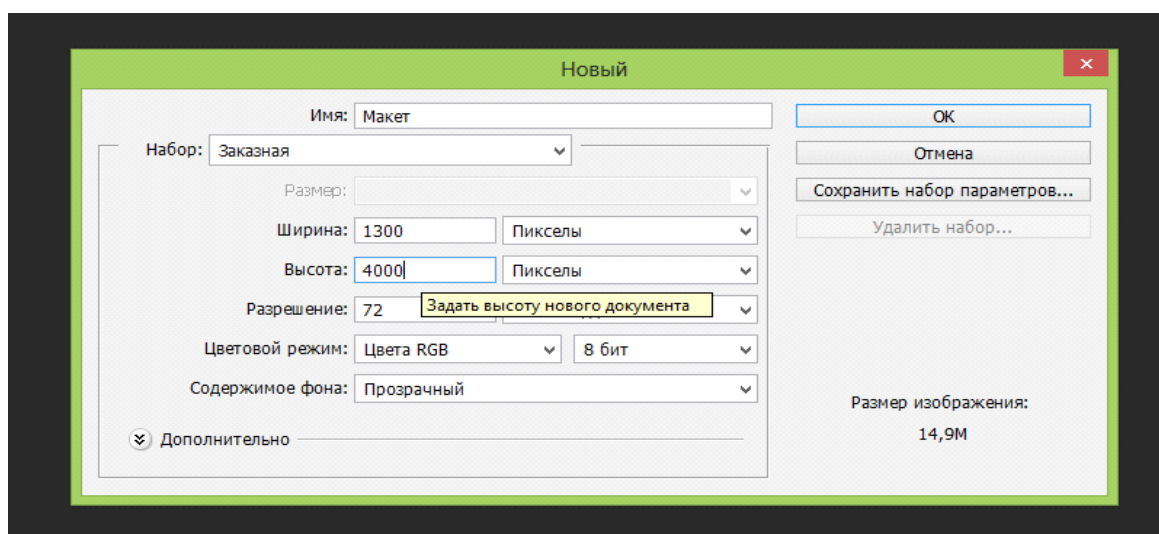 Новый
Имя: Макет
ОК
Набор: Заказная
Отмена
Размер:
Сохранить набор параметров...
Ширина: 1300 Пикселы
Удалить набор...
Высота: 4000 Пикселы
Задать высоту нового документа
Разрешение: 72
Цветовой режим: Цвета RGB 8 бит
Содержимое фона: Прозрачный
Размер изображения:
14,9M
Дополнительно